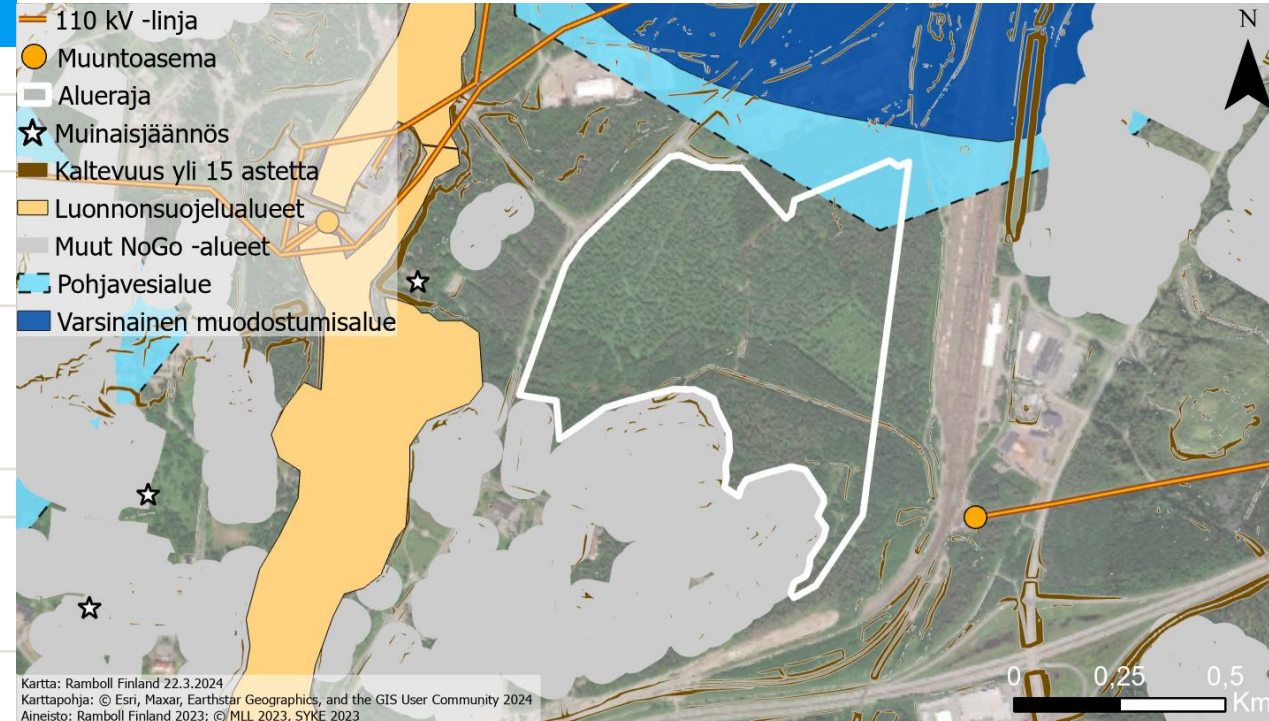 110 kV -linja
Muuntoasema
Alueraja
Muinaisjäännös
Kaltevuus yli 15 astetta
Luonnonsuojelualueet
Muut NoGo -alueet
Pohjavesialue
Varsinainen muodostumisalue
N
0 0,25 0,5
Km
Kartta: Ramboll Finland 22.3.2024
Karttapohja: © Esri, Maxar, Earthstar Geographics, and the GIS User Community 2024
Aineisto: Ramboll Finland 2023; © MLL 2023, SYKE 2023